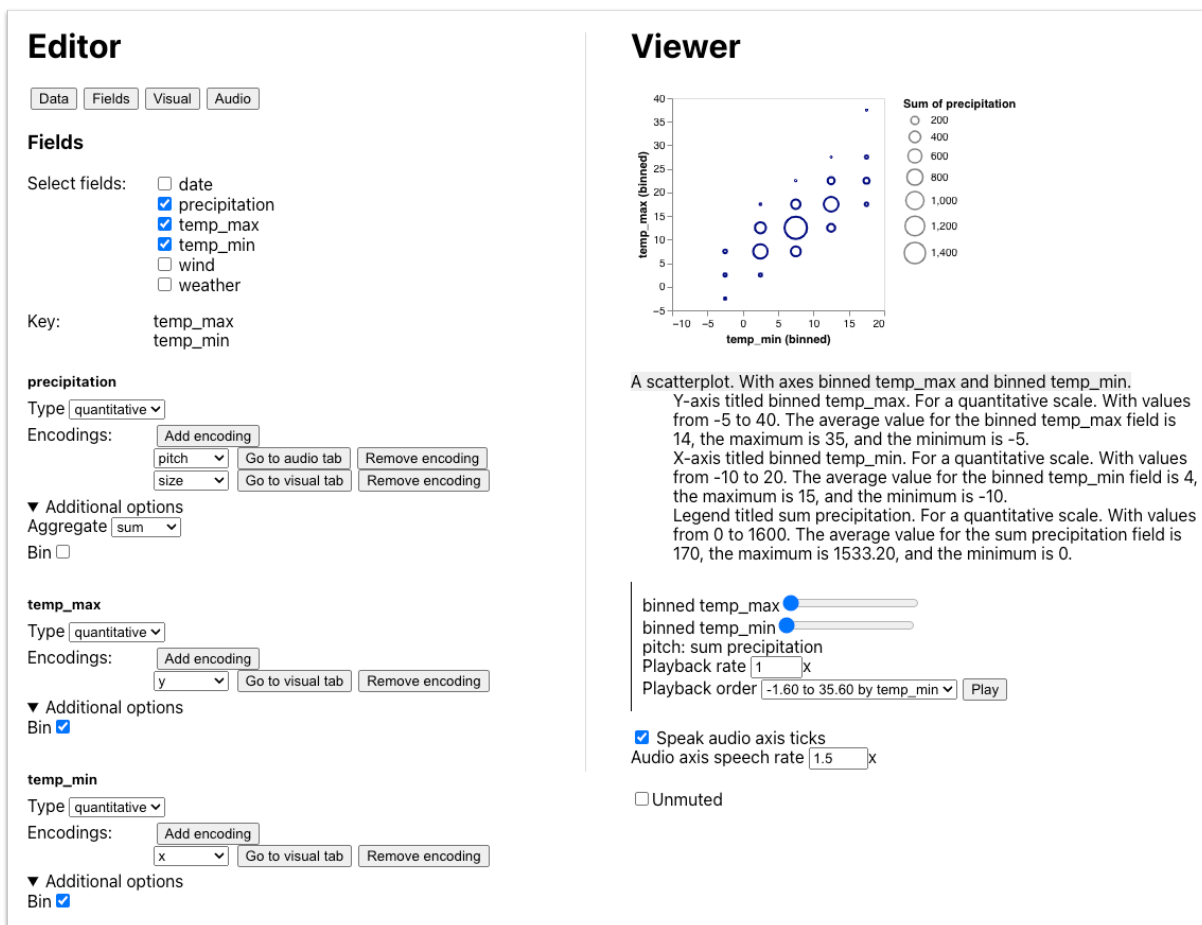 Editor
Data Fields Visual Audio
Fields
Select fields: date
precipitation
temp_max
temp_min
wind
weather
Key: temp_max
temp_min
precipitation
Type quantitative
Encodings: Add encoding
pitch Go to audio tab Remove encoding
size Go to visual tab Remove encoding
▼ Additional options
Aggregate sum
Bin
temp_max
Type quantitative
Encodings: Add encoding
y Go to visual tab Remove encoding
▼ Additional options
Bin
temp_min
Type quantitative
Encodings: Add encoding
x Go to visual tab Remove encoding
▼ Additional options
Bin
Viewer
temp_max (binned)
40
35
30
25
20
15
10
5
0
−5
−10 −5 0 5 10 15 20
temp_min (binned)
Sum of precipitation
200
400
600
800
1,000
1,200
1,400
A scatterplot. With axes binned temp_max and binned temp_min.
Y-axis titled binned temp_max. For a quantitative scale. With values
from -5 to 40. The average value for the binned temp_max field is
14, the maximum is 35, and the minimum is -5.
X-axis titled binned temp_min. For a quantitative scale. With values
from -10 to 20. The average value for the binned temp_min field is 4,
the maximum is 15, and the minimum is -10.
Legend titled sum precipitation. For a quantitative scale. With values
from 0 to 1600. The average value for the sum precipitation field is
170, the maximum is 1533.20, and the minimum is 0.
binned temp_max
binned temp_min
pitch: sum precipitation
Playback rate 1 x
Playback order -1.60 to 35.60 by temp_min Play
Speak audio axis ticks
Audio axis speech rate 1.5 x
Unmuted